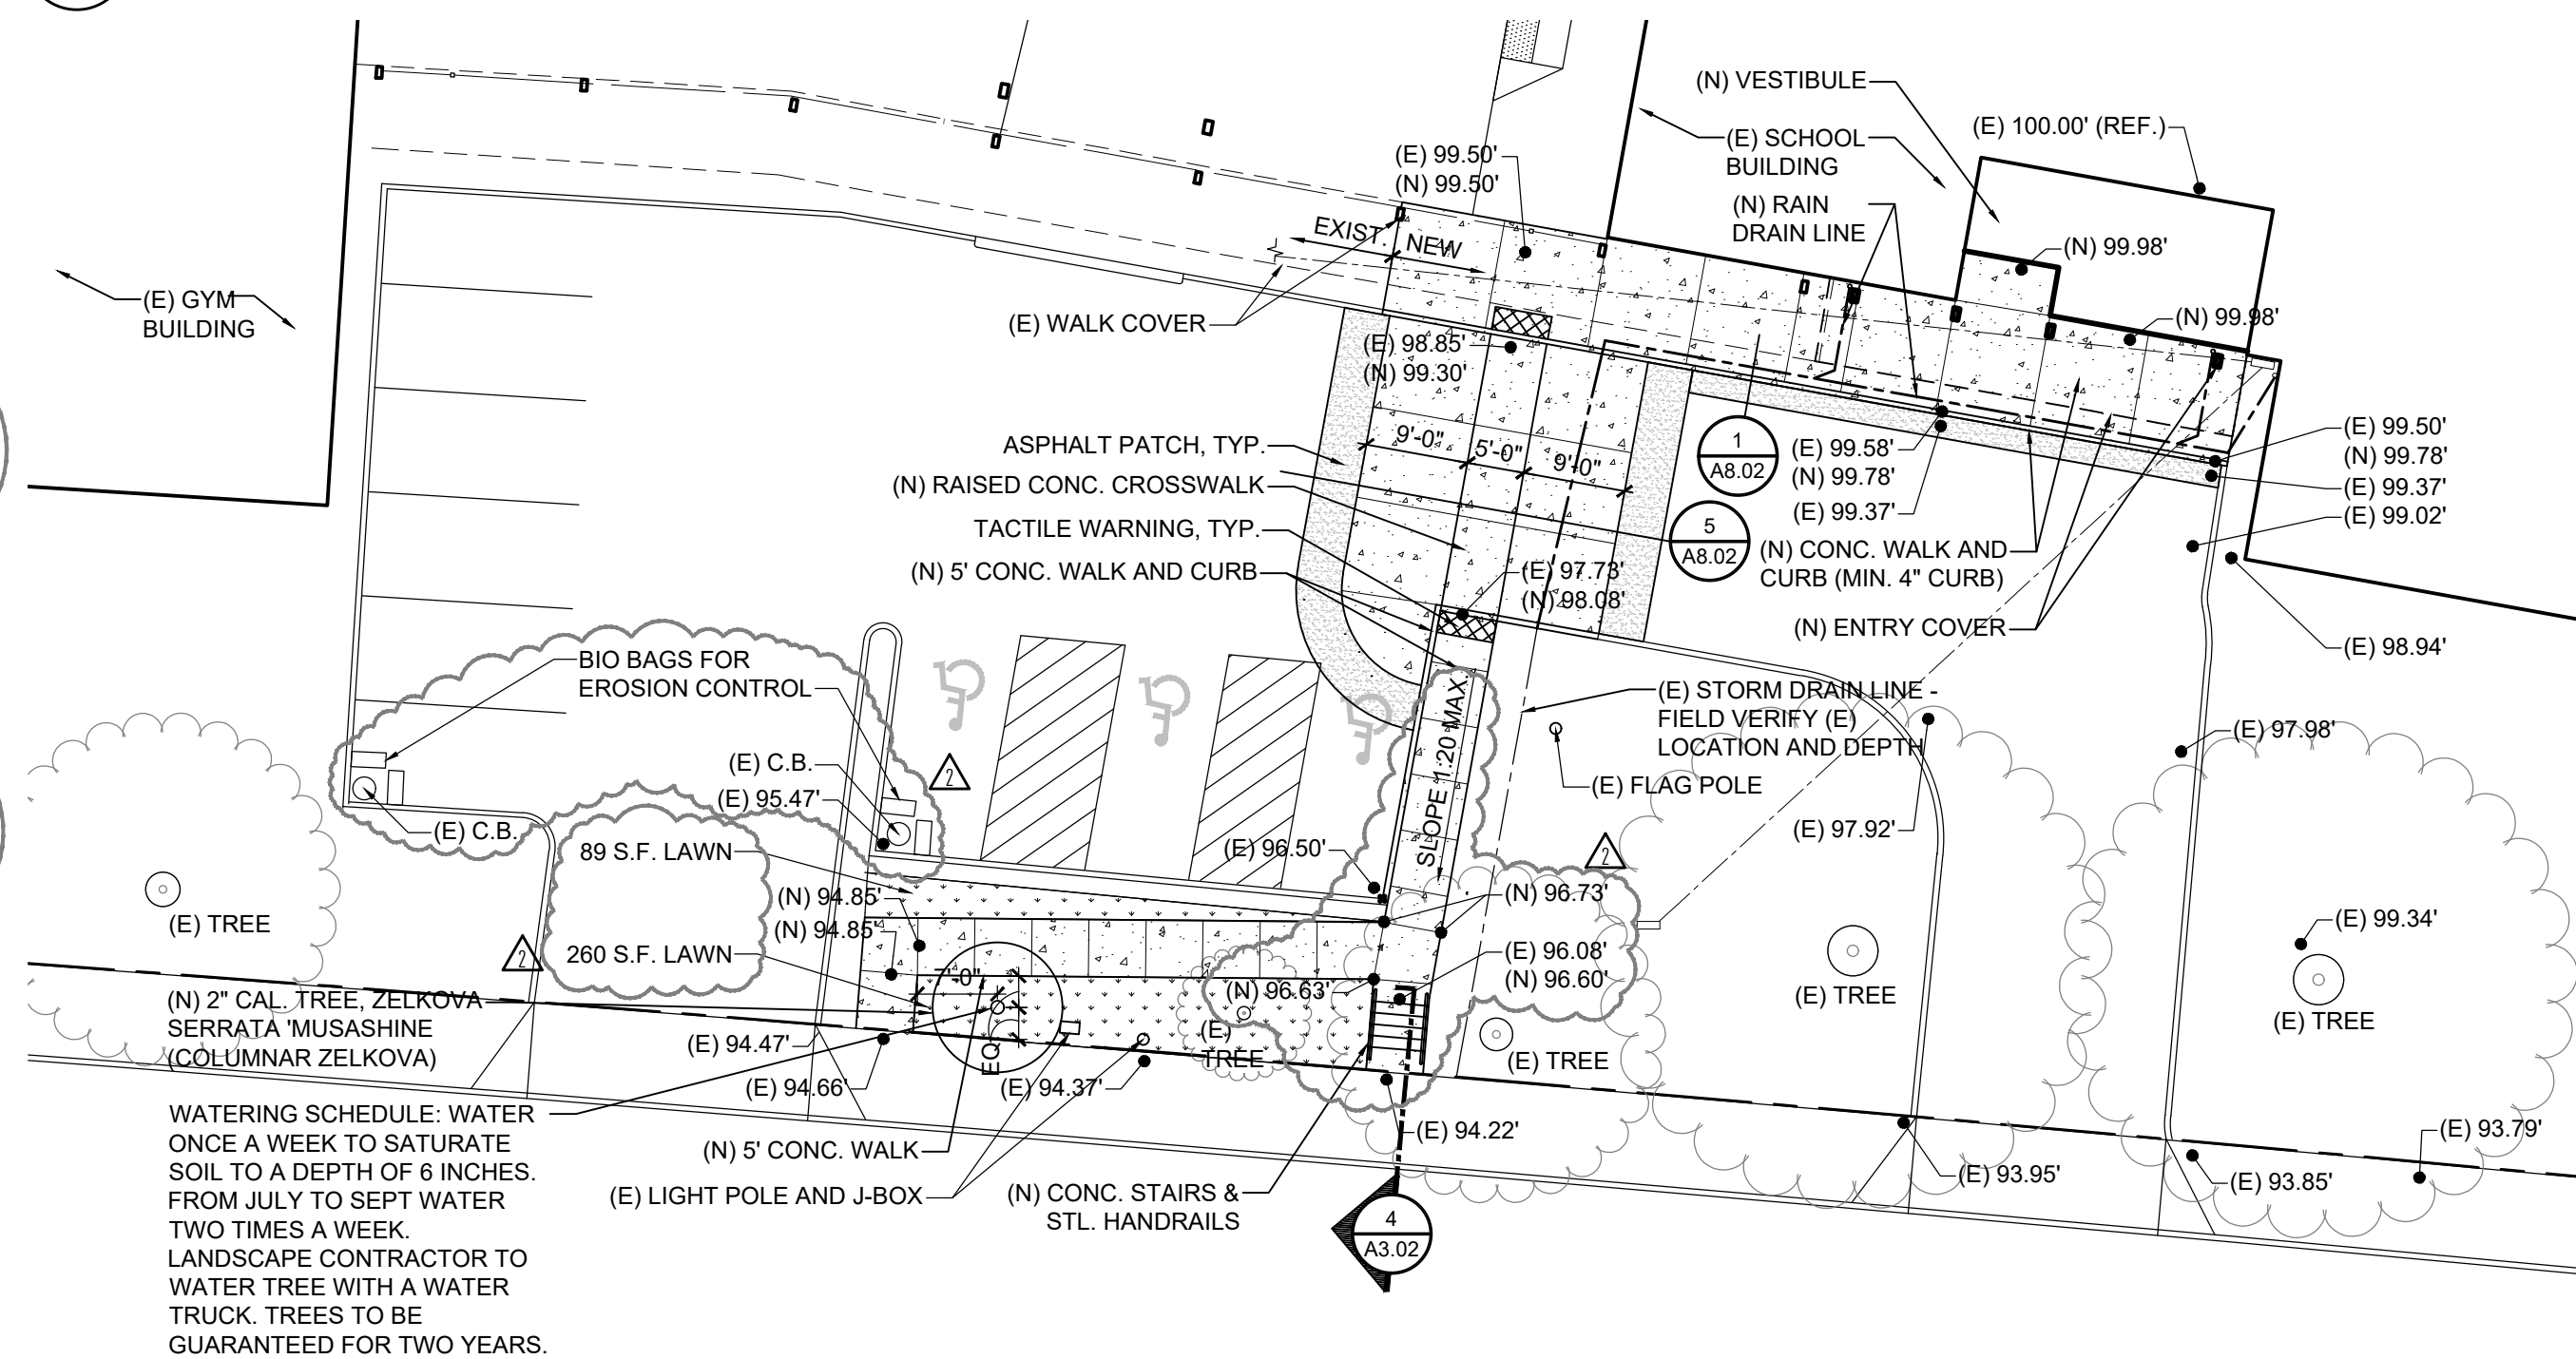 (N) VESTIBULE
(E) 100.00' (REF.)
(E) SCHOOL
BUILDING
(E) 99.50'
(N) 99.50'
(N) RAIN
DRAIN LINE
EXIST.
NEW
(N) 99.98'
(E) GYM
BUILDING
(E) WALK COVER
(N) 99.98'
(E) 98.85'
(N) 99.30'
ASPHALT PATCH, TYP.
9'-0"
5'-0"
9'-0"
1
A8.02
(E) 99.58'
(N) 99.78'
(E) 99.37'
(E) 99.50'
(N) 99.78'
(E) 99.37'
(E) 99.02'
(N) RAISED CONC. CROSSWALK
TACTILE WARNING, TYP.
5
A8.02
(N) CONC. WALK AND
CURB (MIN. 4" CURB)
(N) 5' CONC. WALK AND CURB
(E) 97.73'
(N) 98.08'
(N) ENTRY COVER
(E) 98.94'
BIO BAGS FOR
EROSION CONTROL
(E) STORM DRAIN LINE -
FIELD VERIFY (E)
LOCATION AND DEPTH
SLOPE 1:20 MAX.
(E) 97.98'
(E) C.B.
2
(E) FLAG POLE
(E) 95.47'
(E) C.B.
(E) 97.92'
89 S.F. LAWN
(E) 96.50'
2
(N) 94.85'
(N) 96.73'
(E) TREE
(N) 94.85'
(E) 99.34'
2
260 S.F. LAWN
(E) 96.08'
(N) 96.60'
7'-0"
(N) 96.63'
(E) TREE
(E) TREE
(N) 2" CAL. TREE, ZELKOVA
SERRATA 'MUSASHINE
(COLUMNAR ZELKOVA)
(E) 94.47'
EQ
(E)
TREE
(E) TREE
(E) 94.66'
(E) 94.37'
WATERING SCHEDULE: WATER
ONCE A WEEK TO SATURATE
SOIL TO A DEPTH OF 6 INCHES.
FROM JULY TO SEPT WATER
TWO TIMES A WEEK.
LANDSCAPE CONTRACTOR TO
WATER TREE WITH A WATER
TRUCK. TREES TO BE
GUARANTEED FOR TWO YEARS.
(N) 5' CONC. WALK
(E) 94.22'
(E) 93.79'
(E) LIGHT POLE AND J-BOX
(N) CONC. STAIRS &
STL. HANDRAILS
(E) 93.95'
(E) 93.85'
4
A3.02